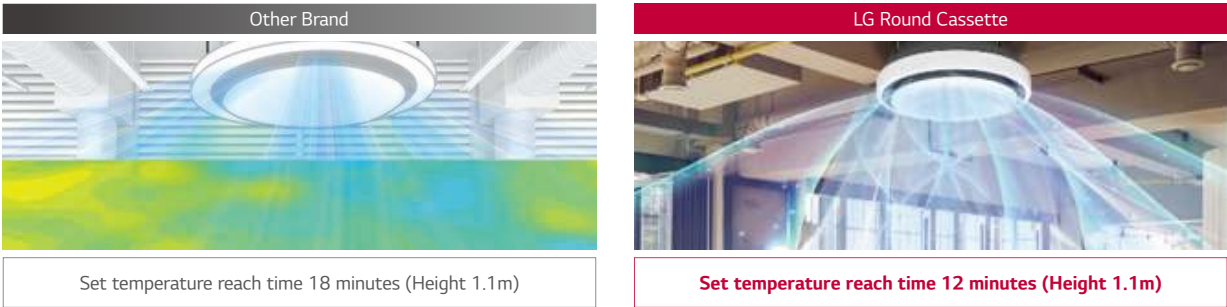 Other Brand
LG Round Cassette
Set temperature reach time 18 minutes (Height 1.1m)
Set temperature reach time 12 minutes (Height 1.1m)